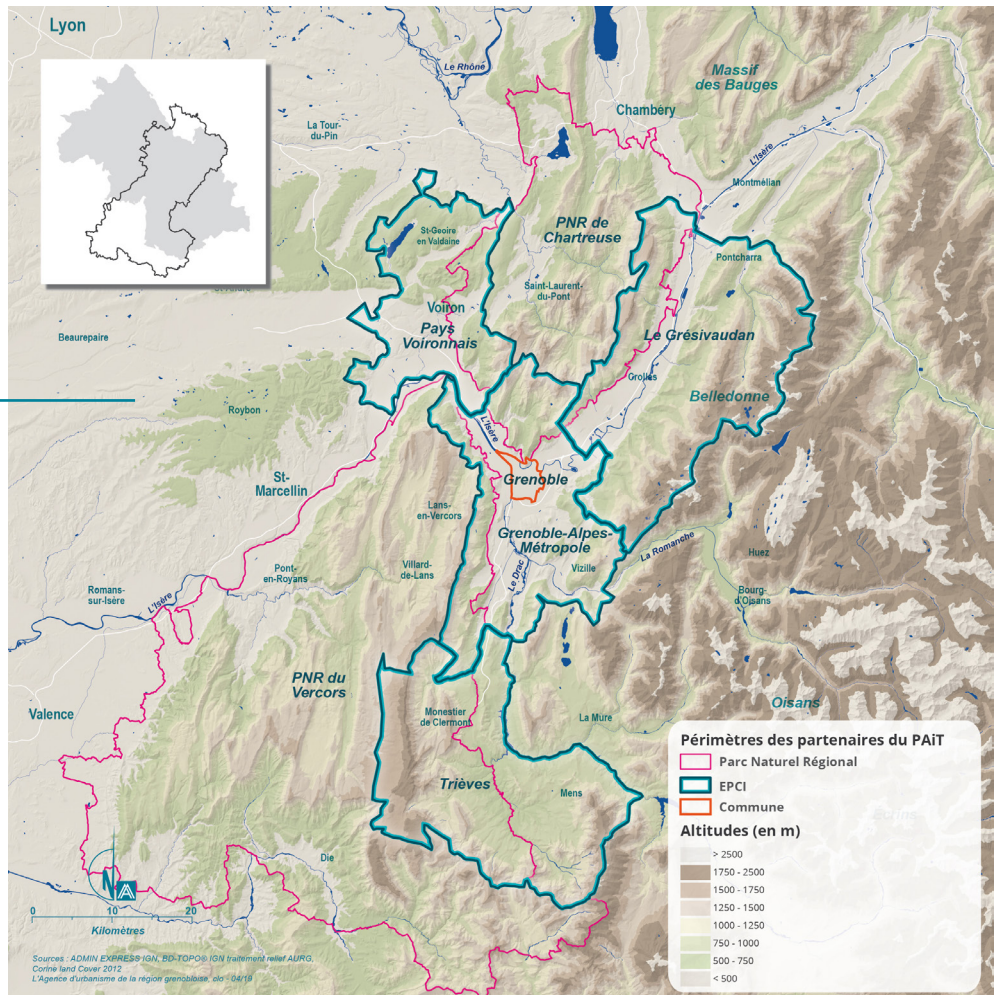 Lyon
Le Rhône
Massif
des Bauges
Chambéry
La Tour-
du-Pin
L'Isère
Montmélian
St-Geoire
en Valdaine
PNR de
Chartreuse
Pontcharra
Saint-Laurent-
du-Pont
Voiron
Pays
Voironnais
Le Grésivaudan
Beaurepaire
Crolles
Belledonne
Roybon
L'Isère
St-
Marcellin
Grenoble
Lans-
en-Vercors
Grenoble-Alpes-
Métropole
La Romanche
Huez
Villard-
de-Lans
Pont-
en-Royans
Le Drac
Vizille
Bourg-
d'Oisans
Romans-
sur-Isère
L'Isère
PNR du
Vercors
Oisans
Valence
Monestier
de Clermont
La Mure
Trièves
Mens
Écrins
Die
Périmètres des partenaires du PAiT
Parc Naturel Régional
EPCI
Commune
Altitudes (en m)
> 2500
1750 - 2500
1500 - 1750
1250 - 1500
1000 - 1250
750 - 1000
500 - 750
< 500
N
0 10 20
Kilomètres
Sources : ADMIN EXPRESS IGN, BD-TOPO® IGN traitement relief AURG,
Corine land Cover 2012
L'Agence d'urbanisme de la région grenobloise, clo - 04/19